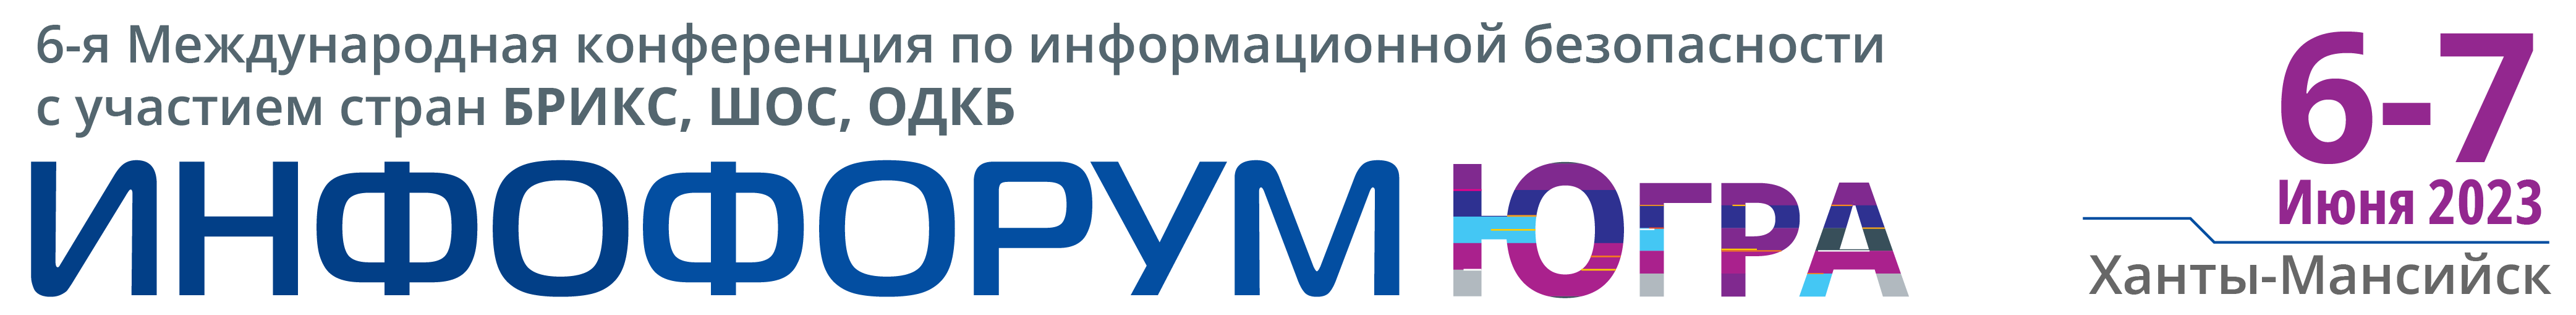 6-я Международная конференция по информационной безопасности
с участием стран БРИКС, ШОС, ОДКБ
ИНФОФОРУМ ЮГРА
6-7
Июня 2023
Ханты-Мансийск